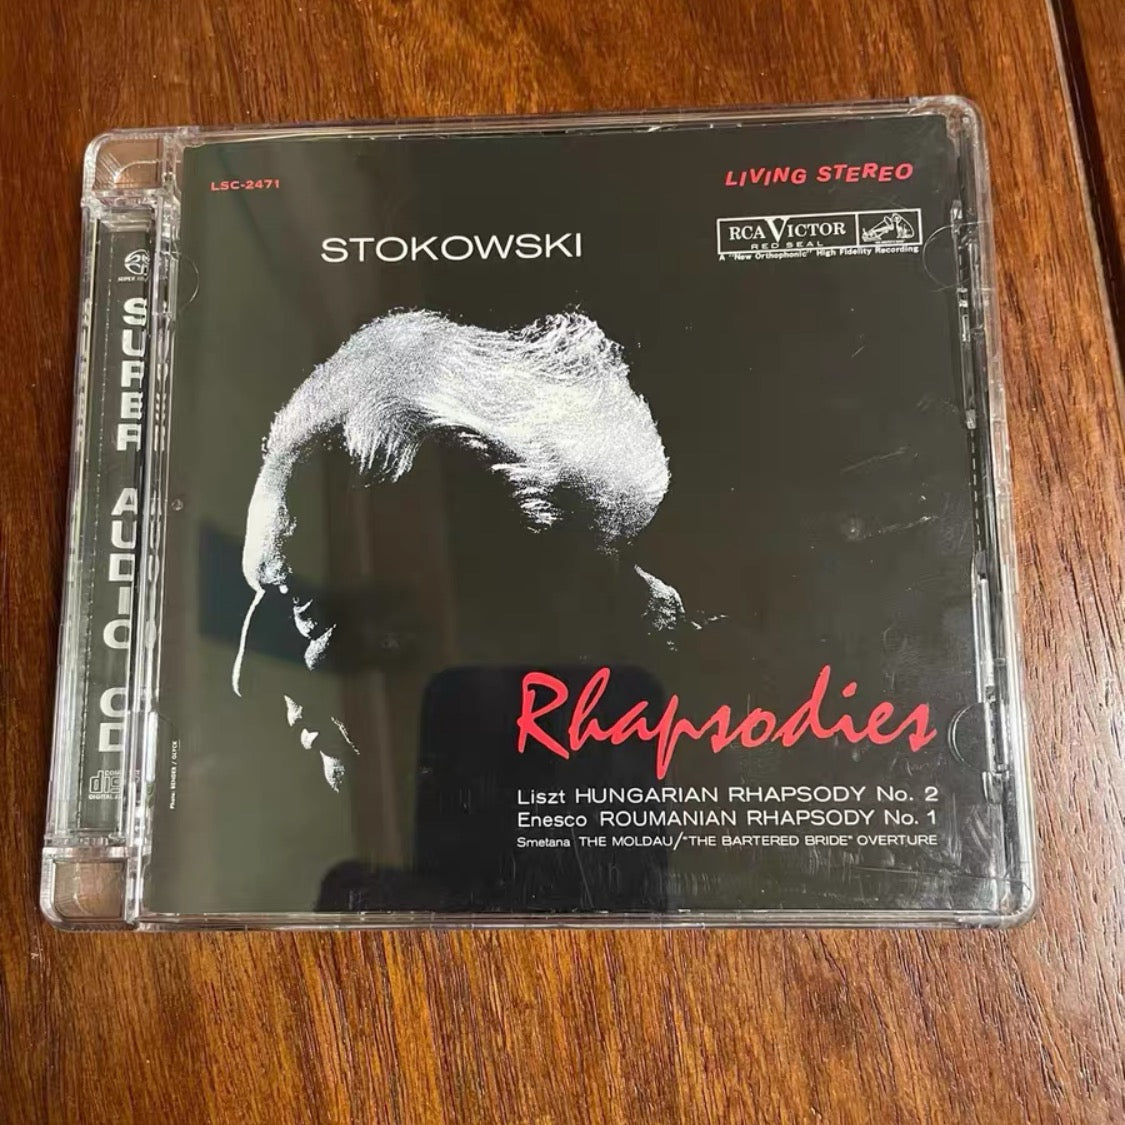 LSC-2471
LIVING STEREO
STOKOWSKI
RCA VICTOR
RED SEAL
A "New Orthophonic" High Fidelity Recording
Rhapsodies
Liszt HUNGARIAN RHAPSODY No. 2
Enesco ROUMANIAN RHAPSODY No. 1
Smetana THE MOLDAU/"THE BARTERED BRIDE" OVERTURE
SUPER AUDIO CD